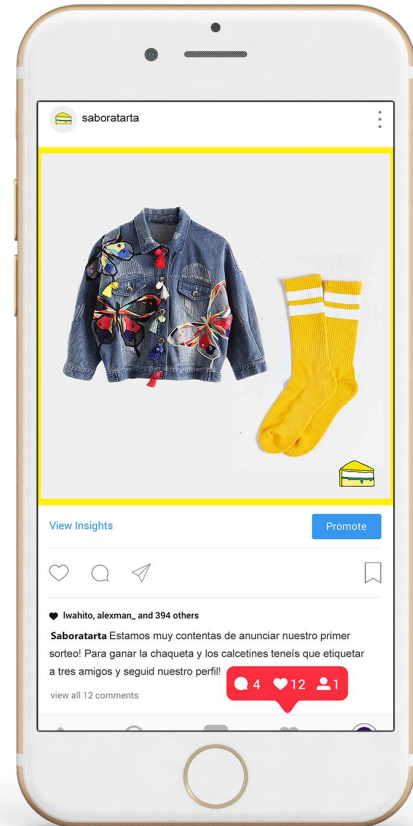 saboratarta
View Insights
Promote
lwahito, alexman_ and 394 others
Saboratarta Estamos muy contentas de anunciar nuestro primer
sorteo! Para ganar la chaqueta y los calcetines teneís que etiquetar
a tres amigos y seguid nuestro perfil!
4 12 1
view all 12 comments